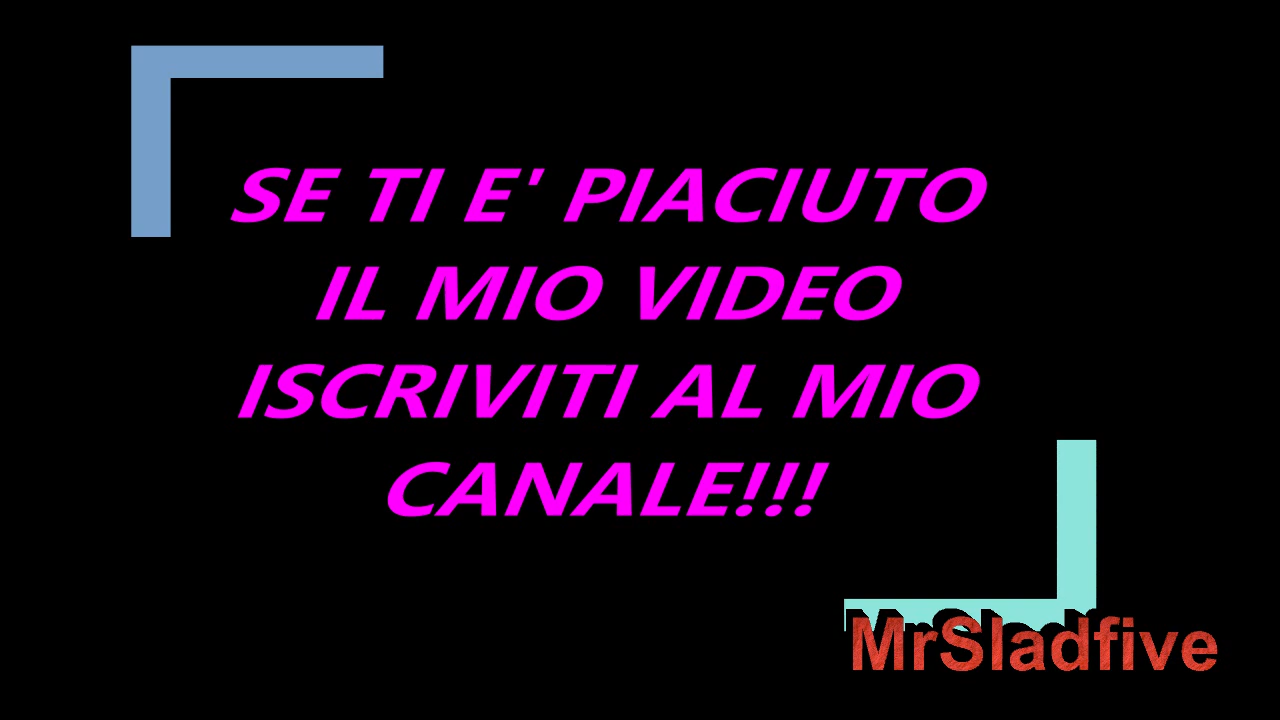 SE TI E' PIACIUTO
IL MIO VIDEO
ISCRIVITI AL MIO
CANALE!!!
MrSladfive